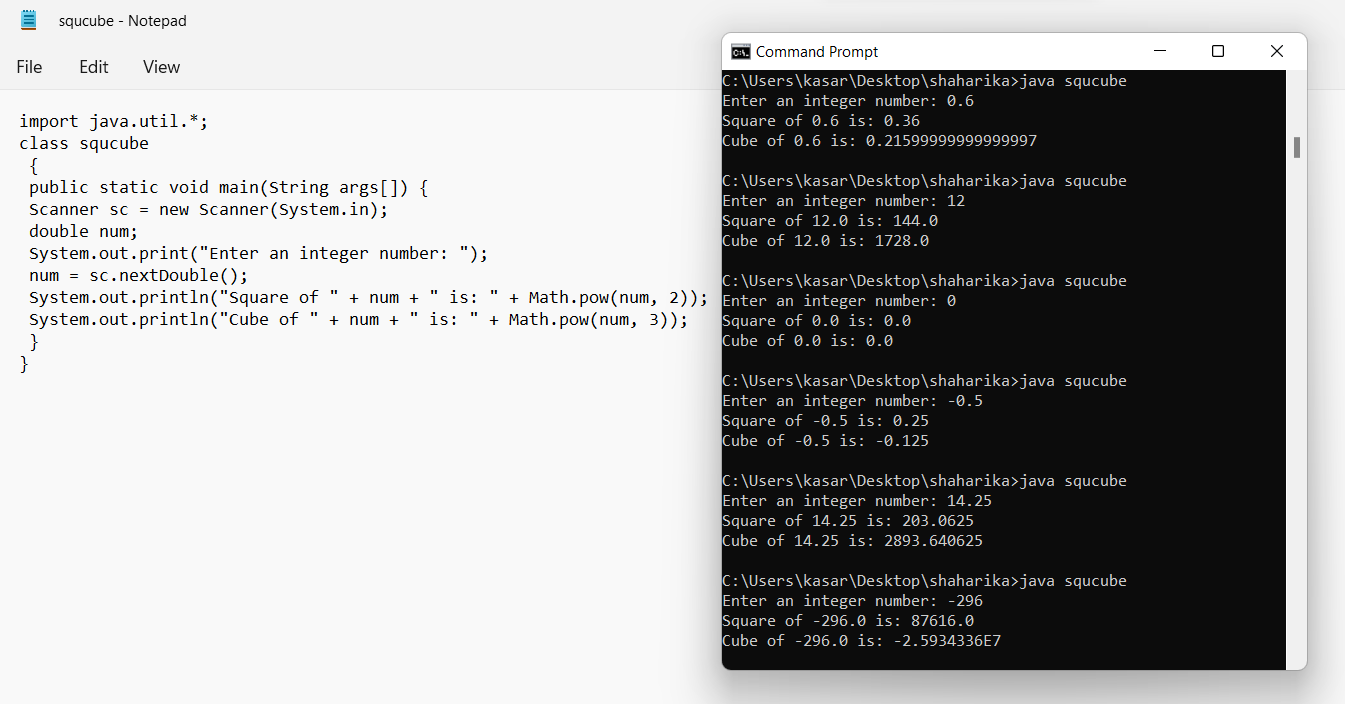 squcube - Notepad
File Edit View
import java.util.*;
class squcube
{
public static void main(String args[]) {
Scanner sc = new Scanner(System.in);
double num;
System.out.print("Enter an integer number: ");
num = sc.nextDouble();
System.out.println("Square of " + num + " is: " + Math.pow(num, 2));
System.out.println("Cube of " + num + " is: " + Math.pow(num, 3));
}
}
Command Prompt
C:\Users\kasar\Desktop\shaharika>java squcube
Enter an integer number: 0.6
Square of 0.6 is: 0.36
Cube of 0.6 is: 0.21599999999999997
C:\Users\kasar\Desktop\shaharika>java squcube
Enter an integer number: 12
Square of 12.0 is: 144.0
Cube of 12.0 is: 1728.0
C:\Users\kasar\Desktop\shaharika>java squcube
Enter an integer number: 0
Square of 0.0 is: 0.0
Cube of 0.0 is: 0.0
C:\Users\kasar\Desktop\shaharika>java squcube
Enter an integer number: -0.5
Square of -0.5 is: 0.25
Cube of -0.5 is: -0.125
C:\Users\kasar\Desktop\shaharika>java squcube
Enter an integer number: 14.25
Square of 14.25 is: 203.0625
Cube of 14.25 is: 2893.640625
C:\Users\kasar\Desktop\shaharika>java squcube
Enter an integer number: -296
Square of -296.0 is: 87616.0
Cube of -296.0 is: -2.5934336E7